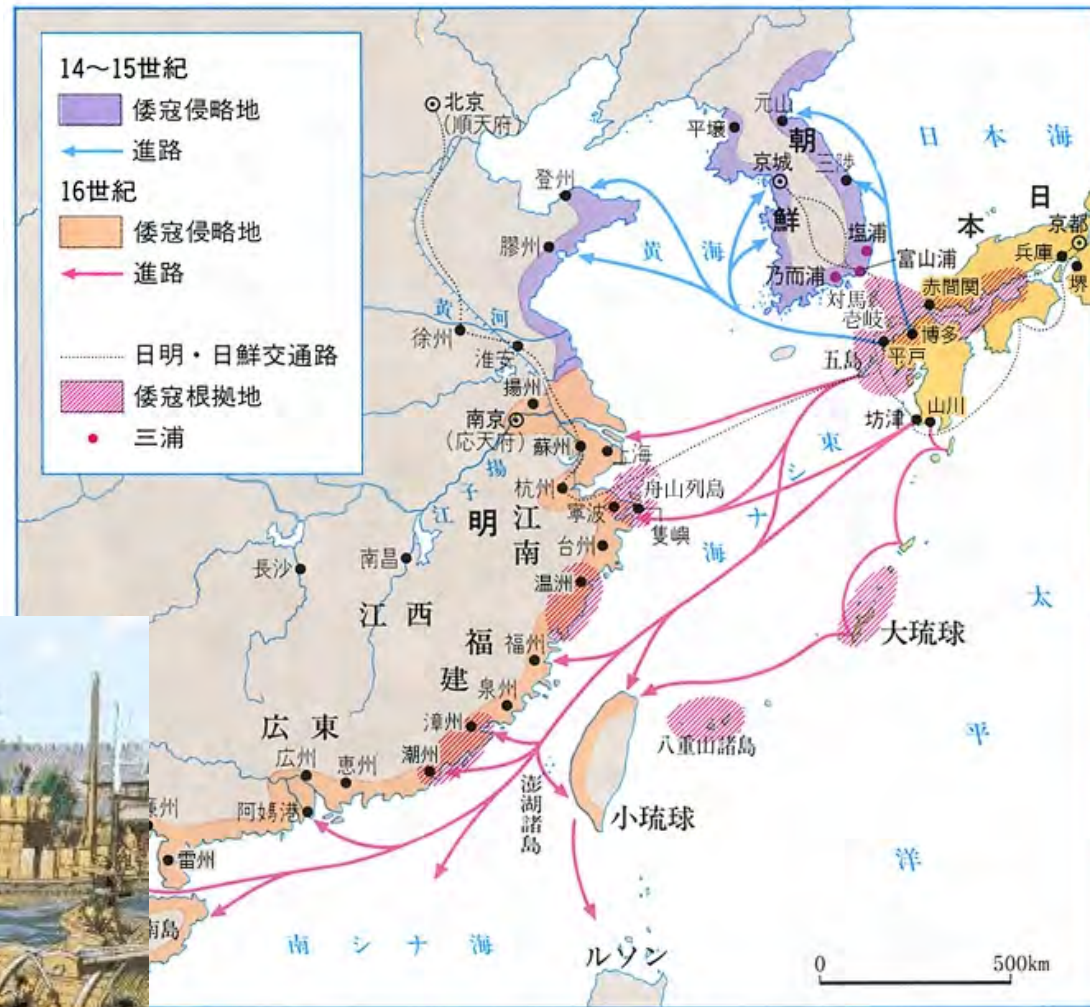 14〜15世紀
倭寇侵略地
進路
16世紀
倭寇侵略地
進路
日明・日鮮交通路
倭寇根拠地
三浦
北京
(順天府)
登州
膠州
黄河
徐州
淮安
揚州
南京
(応天府)
蘇州
上海
揚子江
杭州
寧波
舟山列島
隻嶼
明
江南
台州
温洲
南昌
長沙
江西
福建
福州
泉州
漳州
潮州
広東
広州
恵州
阿媽港
雷州
南島
澎湖諸島
小琉球
八重山諸島
大琉球
ルソン
南シナ海
東シナ海
太平洋
黄海
日本海
朝鮮
元山
平壌
京城
三陟
塩浦
富山浦
乃而浦
対馬
壱岐
五島
平戸
博多
赤間関
坊津
山川
日本
京都
兵庫
堺
0
500km